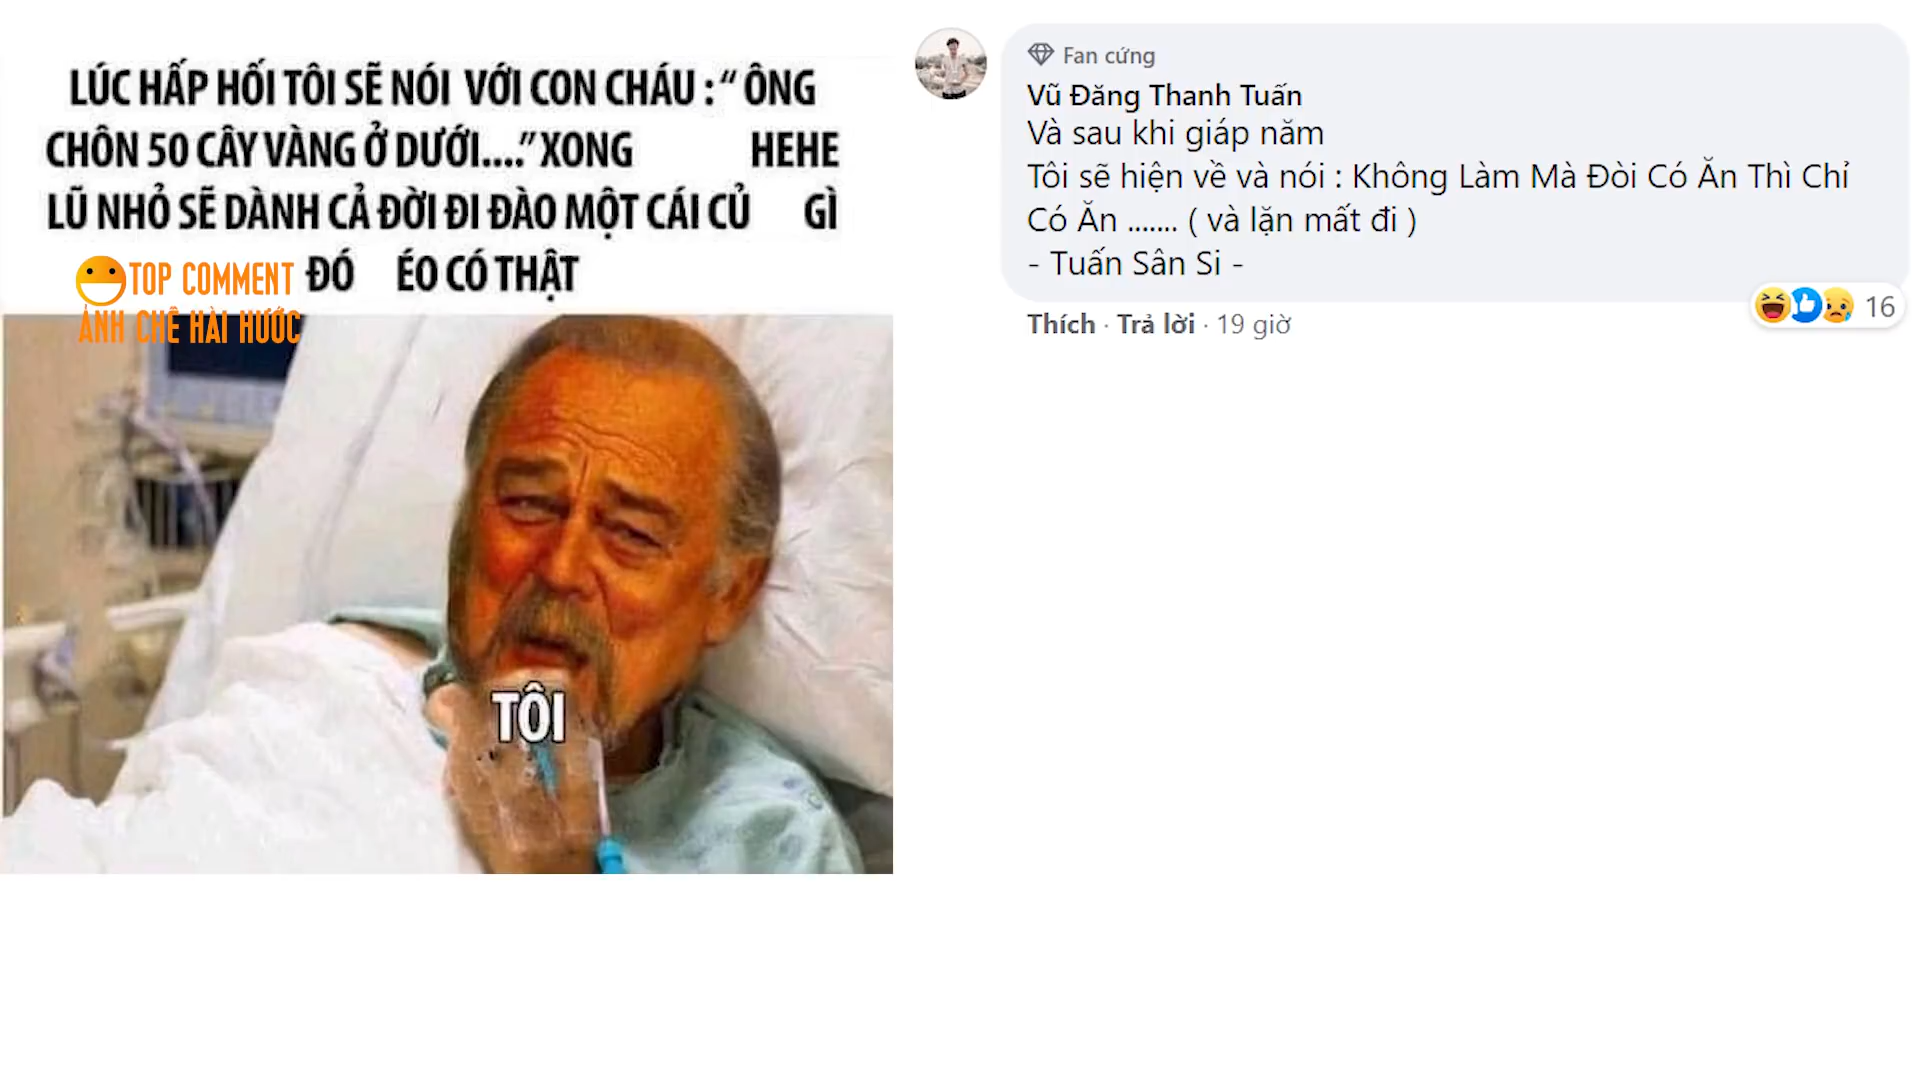 LÚC HẤP HỐI TÔI SẼ NÓI VỚI CON CHÁU : “ ÔNG
CHÔN 50 CÂY VÀNG Ở DƯỚI....” XONG HEHE
LŨ NHỎ SẼ DÀNH CẢ ĐỜI ĐI ĐÀO MỘT CÁI CỦ GÌ
ĐÓ ÉO CÓ THẬT
TOP COMMENT
ẢNH CHẾ HÀI HƯỚC
TÔI
Fan cứng
Vũ Đăng Thanh Tuấn
Và sau khi giáp năm
Tôi sẽ hiện về và nói : Không Làm Mà Đòi Có Ăn Thì Chỉ
Có Ăn ....... ( và lặn mất đi )
- Tuấn Sân Si -
16
Thích · Trả lời · 19 giờ